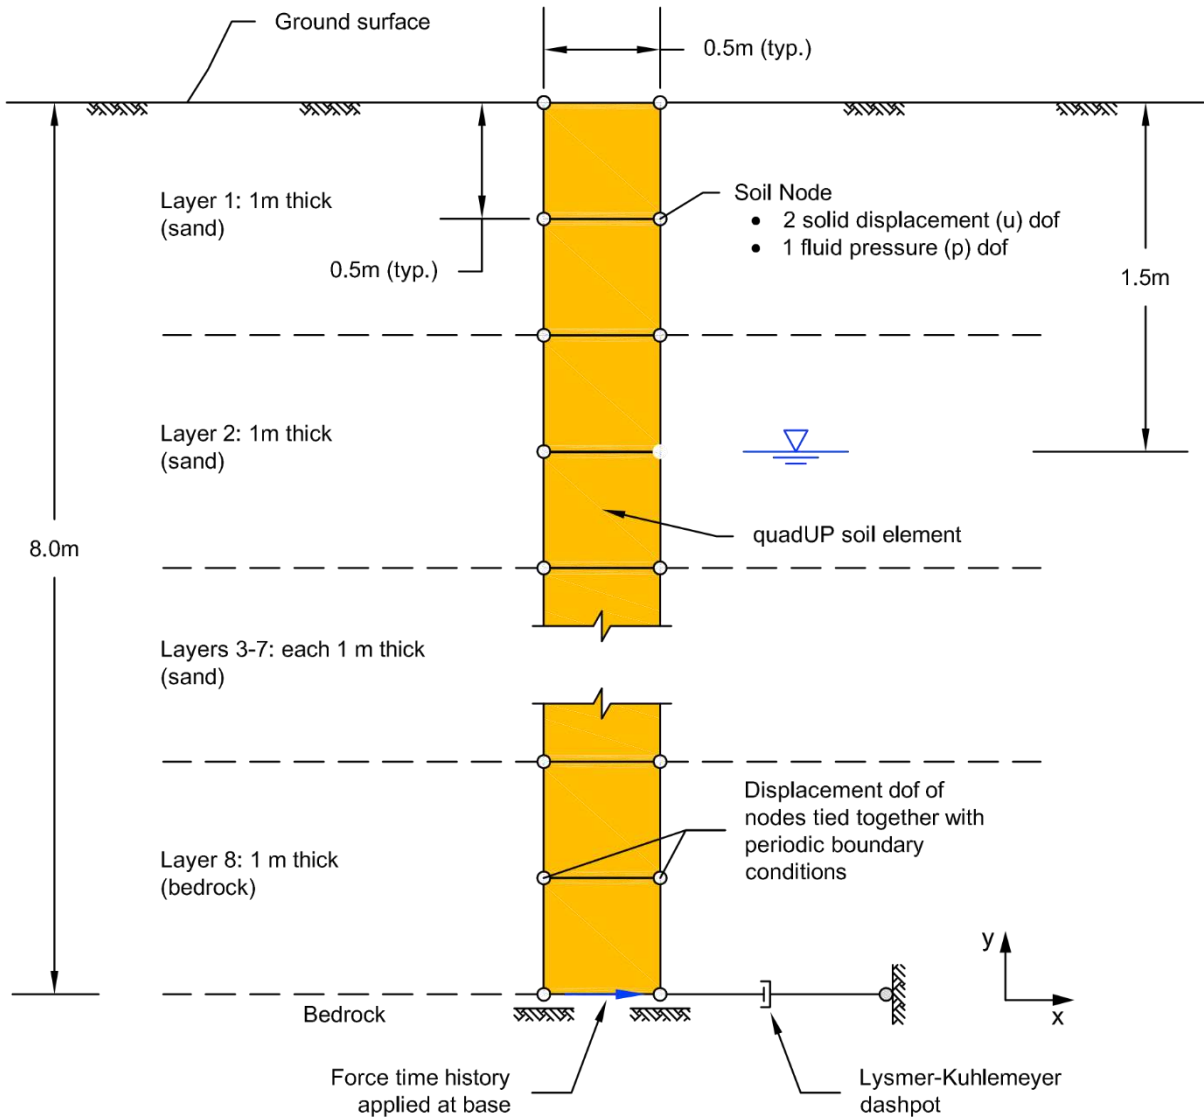 Ground surface
0.5m (typ.)
Layer 1: 1m thick
(sand)
Soil Node
• 2 solid displacement (u) dof
• 1 fluid pressure (p) dof
0.5m (typ.)
1.5m
Layer 2: 1m thick
(sand)
quadUP soil element
8.0m
Layers 3-7: each 1 m thick
(sand)
Displacement dof of
nodes tied together with
periodic boundary
conditions
Layer 8: 1 m thick
(bedrock)
y
x
Bedrock
Force time history
applied at base
Lysmer-Kuhlemeyer
dashpot